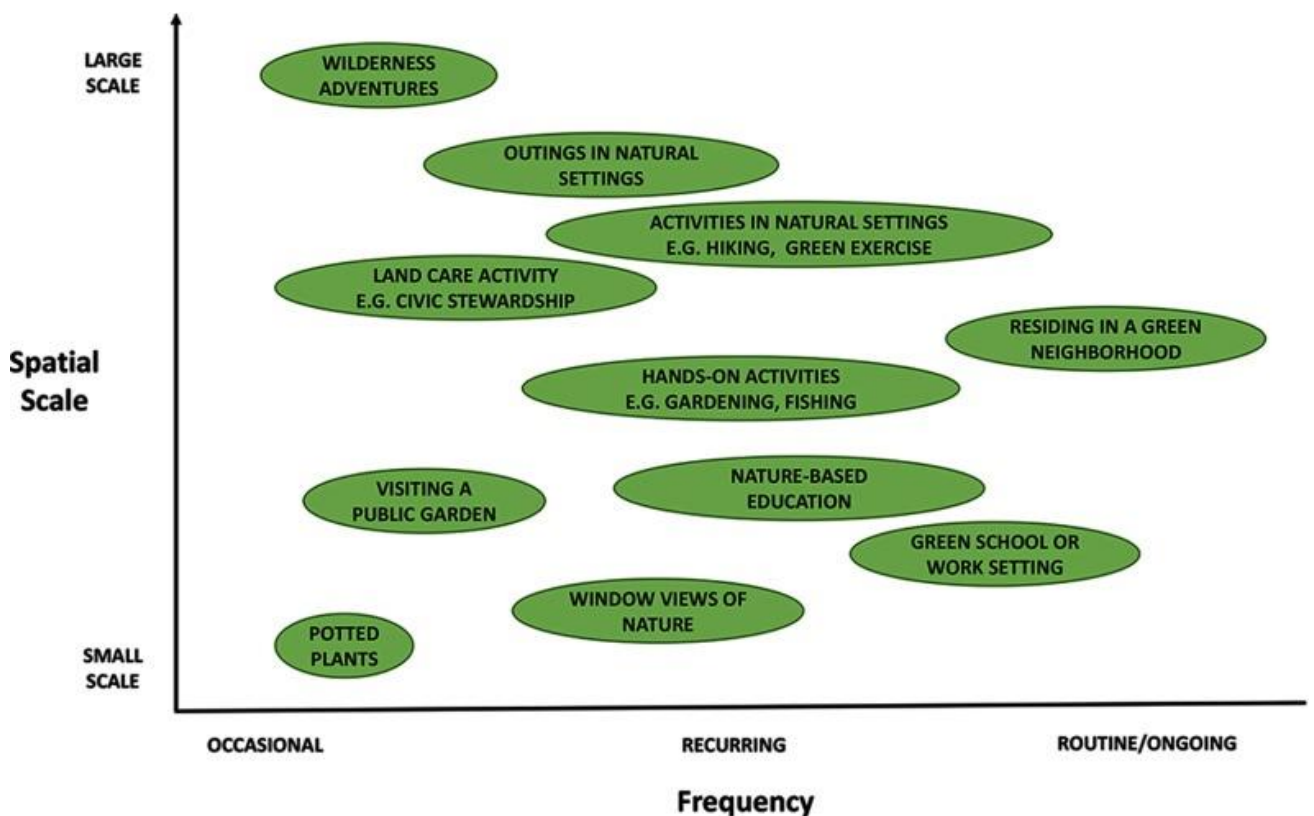 LARGE
SCALE
WILDERNESS
ADVENTURES
OUTINGS IN NATURAL
SETTINGS
ACTIVITIES IN NATURAL SETTINGS
E.G. HIKING, GREEN EXERCISE
LAND CARE ACTIVITY
E.G. CIVIC STEWARDSHIP
RESIDING IN A GREEN
NEIGHBORHOOD
Spatial
Scale
HANDS-ON ACTIVITIES
E.G. GARDENING, FISHING
VISITING A
PUBLIC GARDEN
NATURE-BASED
EDUCATION
GREEN SCHOOL OR
WORK SETTING
WINDOW VIEWS OF
NATURE
POTTED
PLANTS
SMALL
SCALE
OCCASIONAL
RECURRING
ROUTINE/ONGOING
Frequency